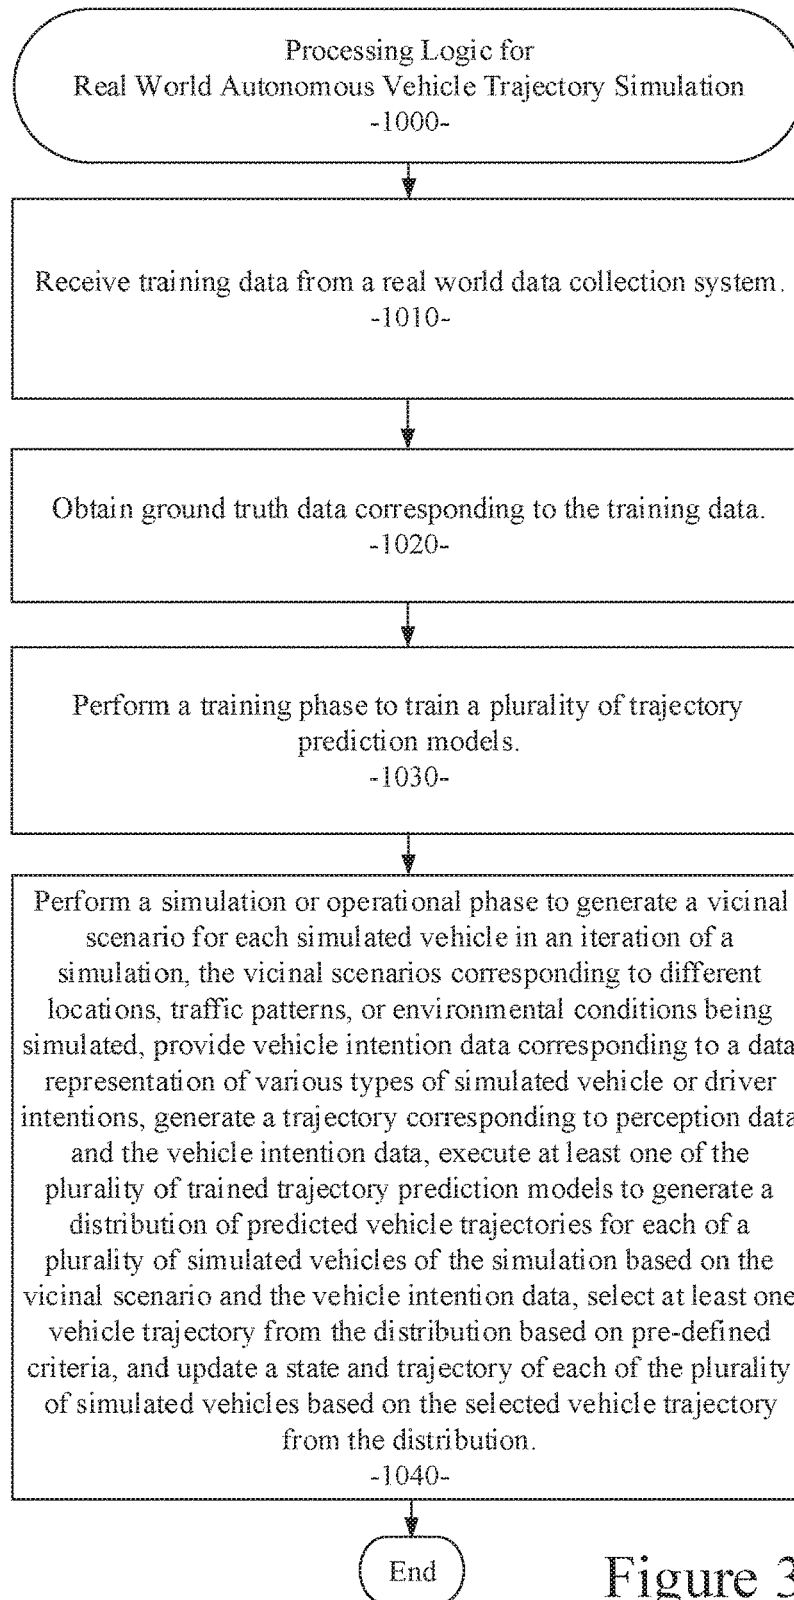 Processing Logic for
Real World Autonomous Vehicle Trajectory Simulation
-1000-
Receive training data from a real world data collection system.
-1010-
Obtain ground truth data corresponding to the training data.
-1020-
Perform a training phase to train a plurality of trajectory
prediction models.
-1030-
Perform a simulation or operational phase to generate a vicinal
scenario for each simulated vehicle in an iteration of a
simulation, the vicinal scenarios corresponding to different
locations, traffic patterns, or environmental conditions being
simulated, provide vehicle intention data corresponding to a data
representation of various types of simulated vehicle or driver
intentions, generate a trajectory corresponding to perception data
and the vehicle intention data, execute at least one of the
plurality of trained trajectory prediction models to generate a
distribution of predicted vehicle trajectories for each of a
plurality of simulated vehicles of the simulation based on the
vicinal scenario and the vehicle intention data, select at least one
vehicle trajectory from the distribution based on pre-defined
criteria, and update a state and trajectory of each of the plurality
of simulated vehicles based on the selected vehicle trajectory
from the distribution.
-1040-
End
Figure 3